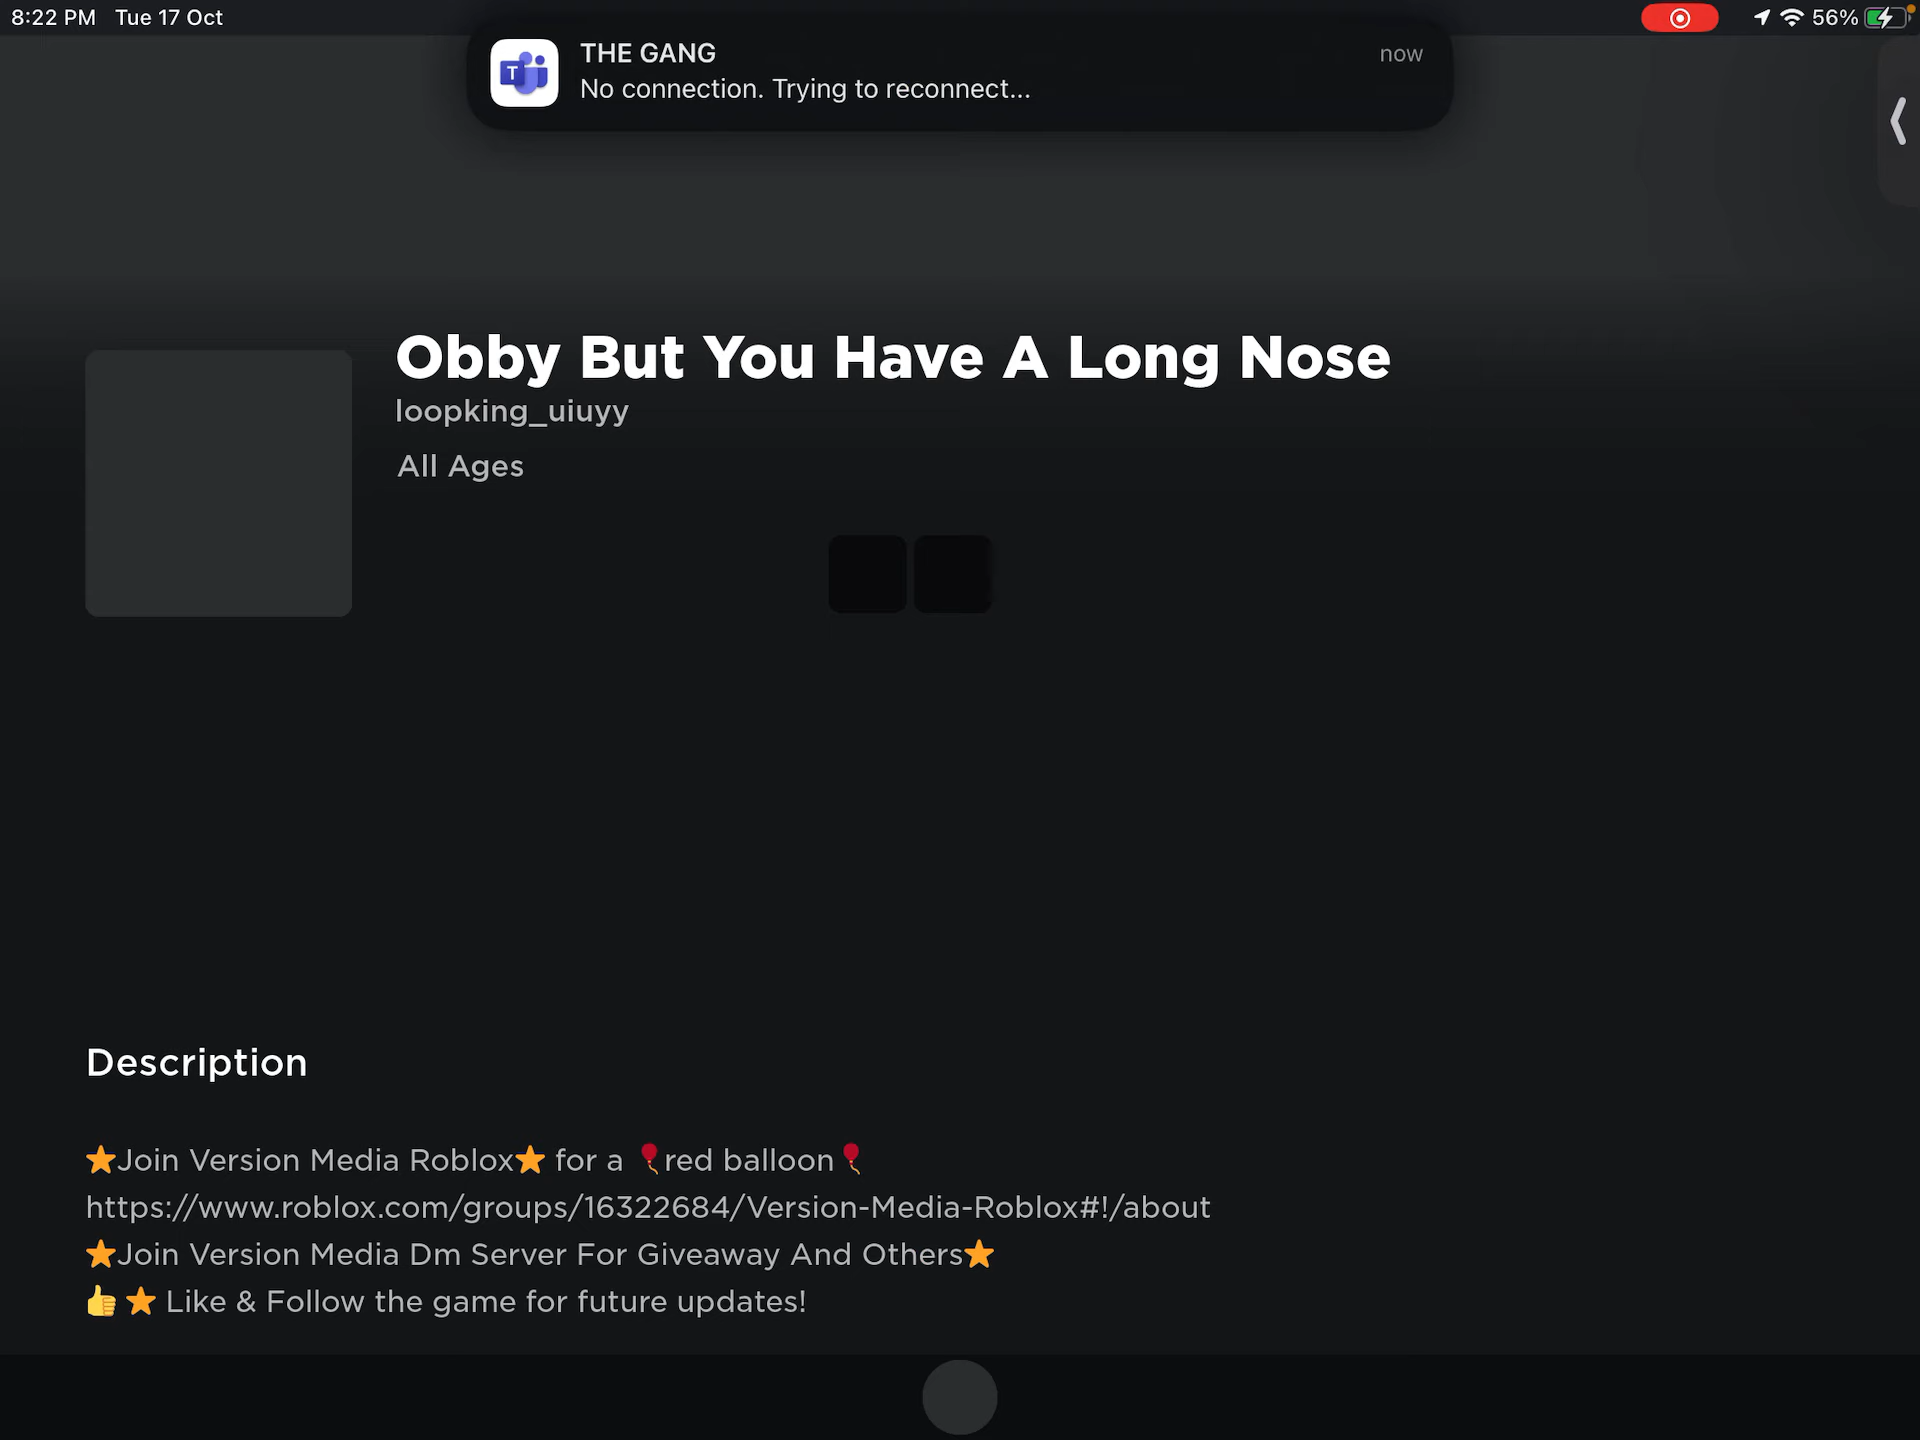 8:22 PM Tue 17 Oct
56%
THE GANG
now
No connection. Trying to reconnect...
T
Obby But You Have A Long Nose
loopking_uiuyy
All Ages
Description
⭐Join Version Media Roblox⭐ for a 🎈red balloon🎈
https://www.roblox.com/groups/16322684/Version-Media-Roblox#!/about
⭐Join Version Media Dm Server For Giveaway And Others⭐
👍⭐ Like & Follow the game for future updates!